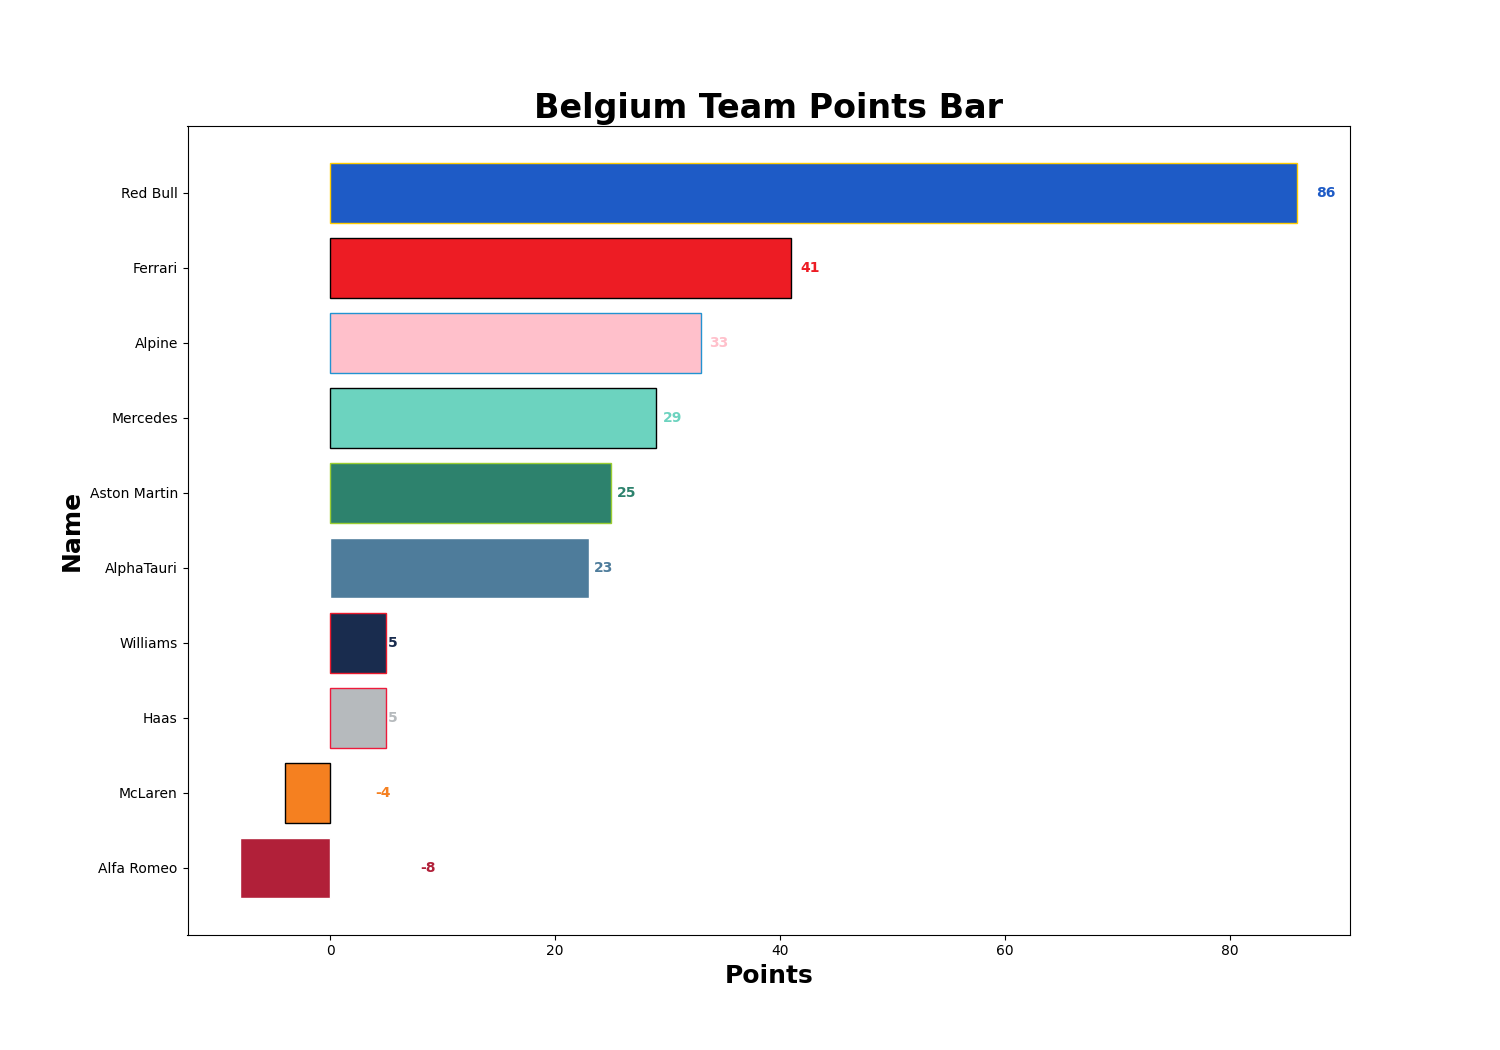 Belgium Team Points Bar
Red Bull 86
Ferrari 41
Alpine 33
Mercedes 29
Aston Martin 25
AlphaTauri 23
Williams 5
Haas 5
McLaren -4
Alfa Romeo -8
Name
0 20 40 60 80
Points